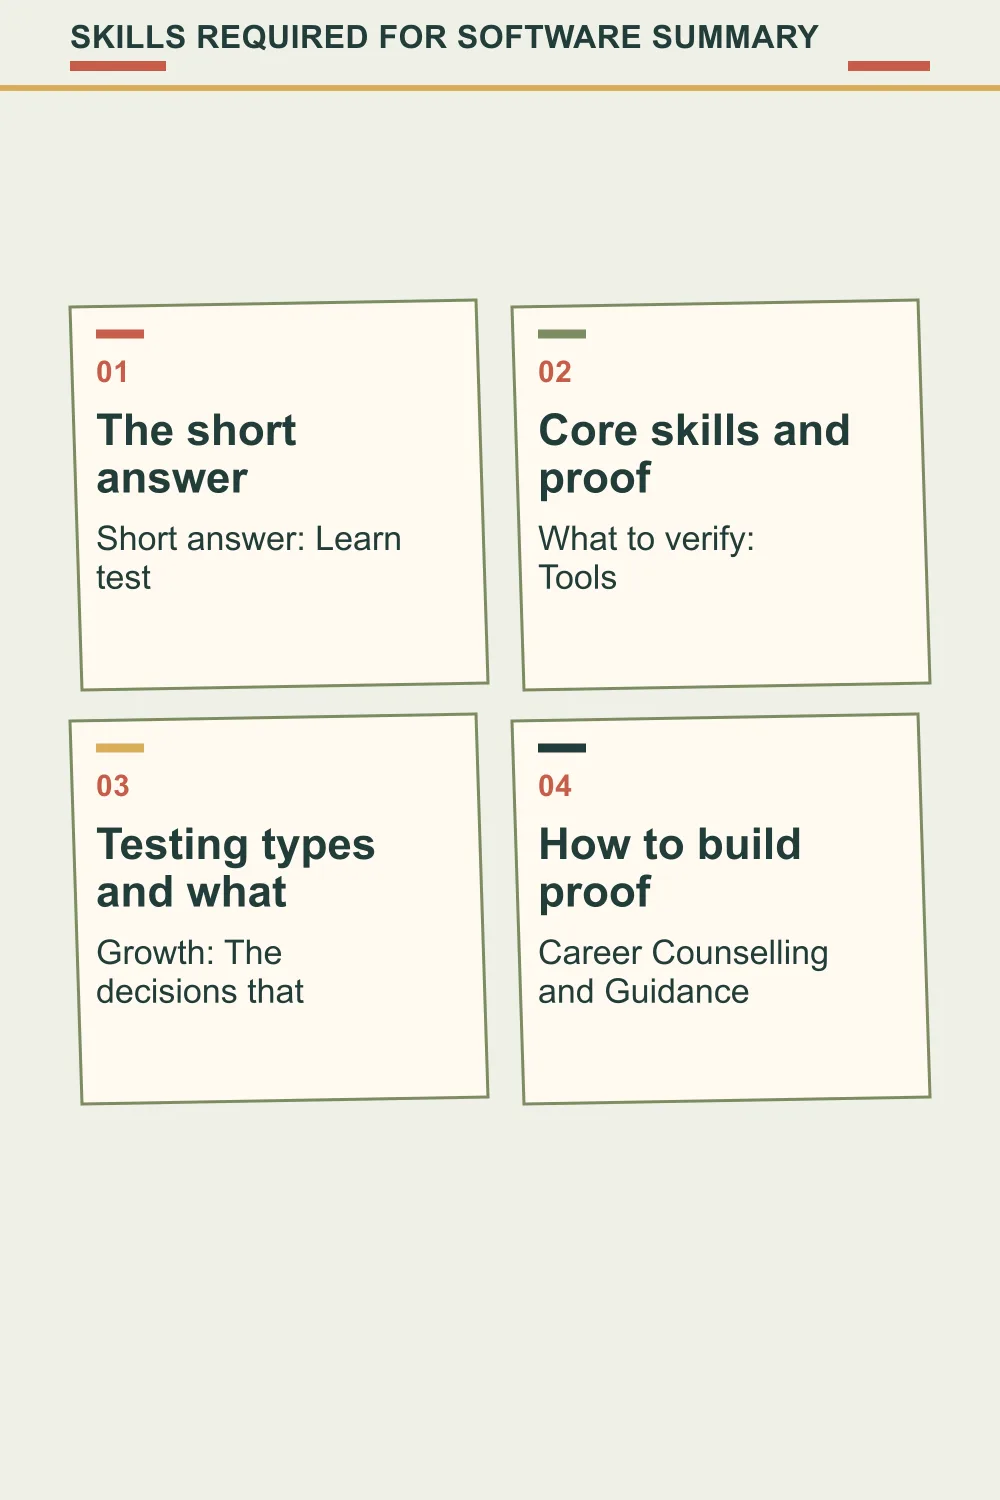 SKILLS REQUIRED FOR SOFTWARE SUMMARY
01
The short
answer
Short answer: Learn
test
02
Core skills and
proof
What to verify:
Tools
03
Testing types
and what
Growth: The
decisions that
04
How to build
proof
Career Counselling
and Guidance